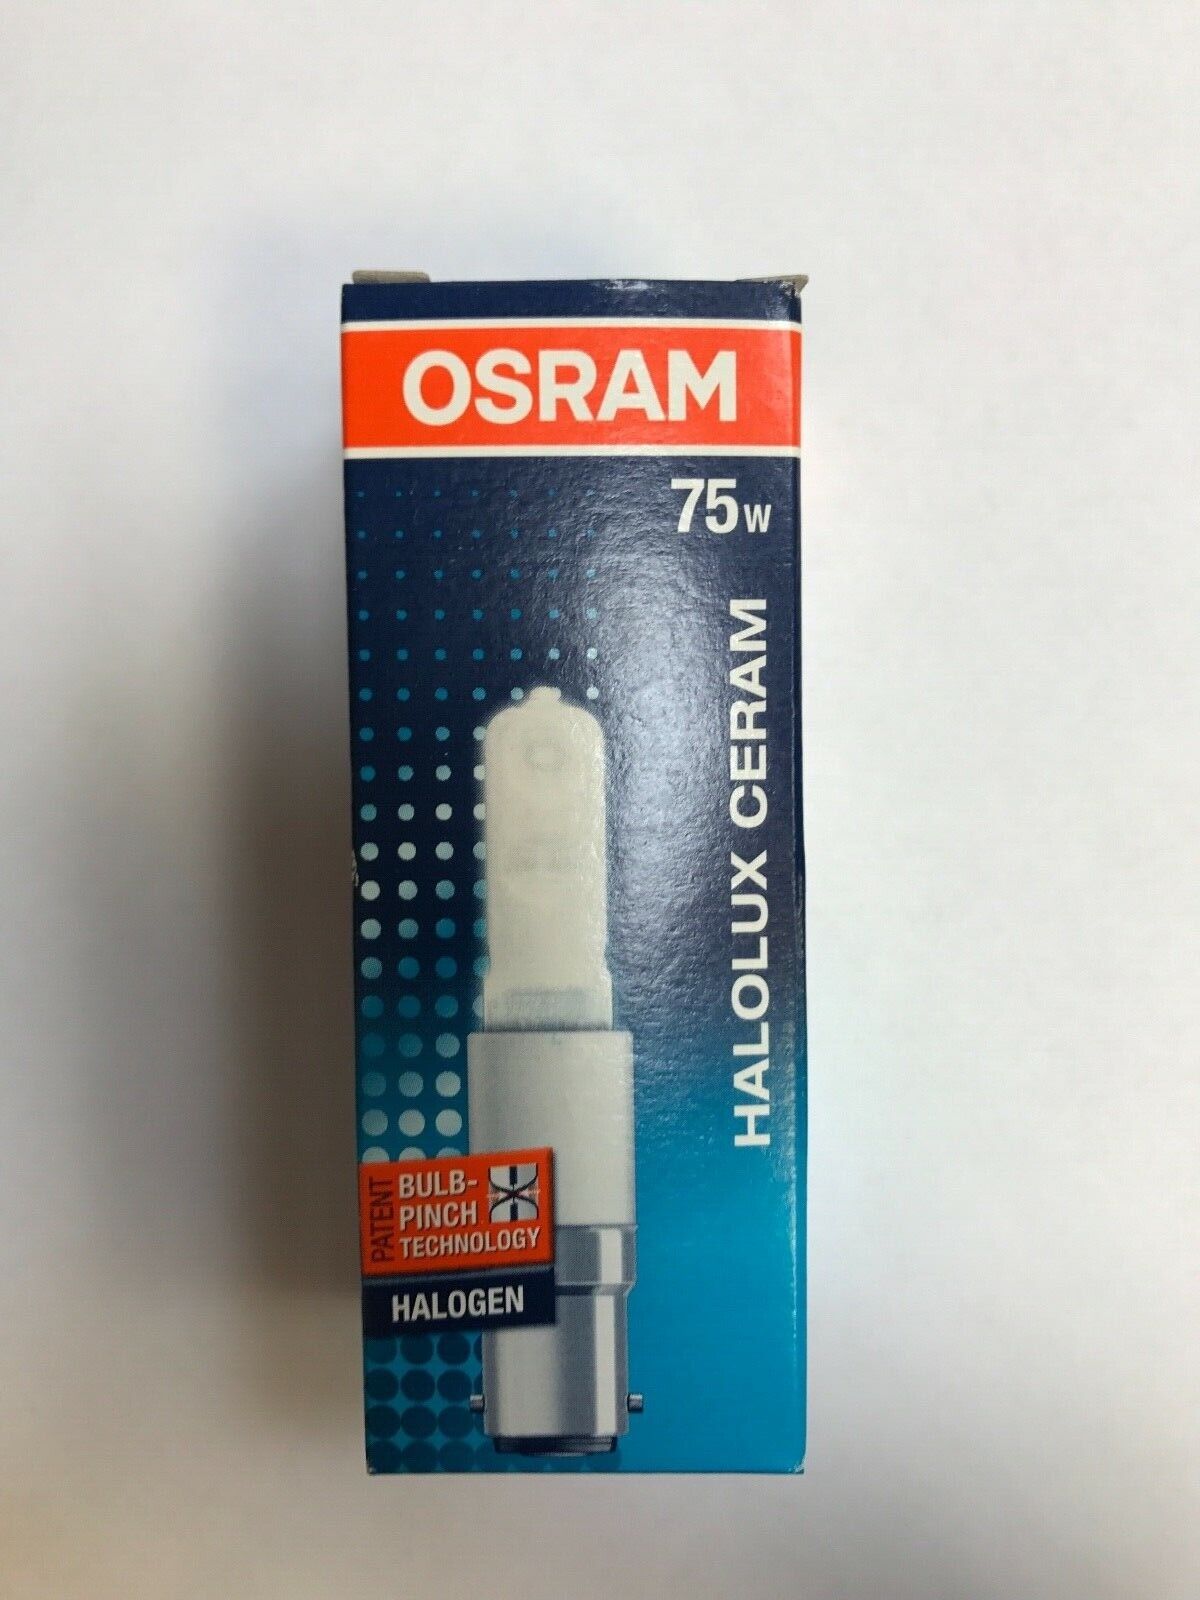 OSRAM
75W
HALOLUX CERAM
PATENT
BULB-
PINCH
TECHNOLOGY
HALOGEN